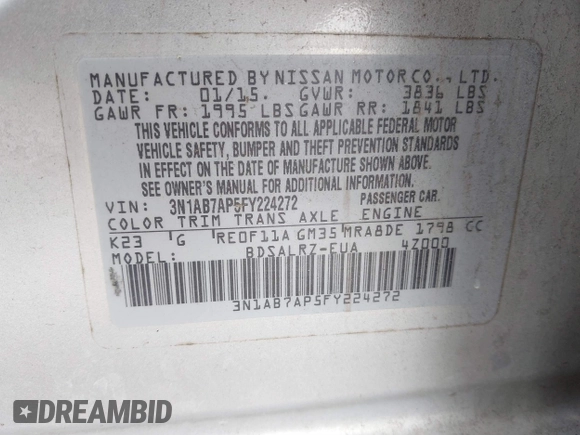 MANUFACTURED BY NISSAN MOTOR CO., LTD.
DATE: 01/15. GVWR: 3836 LBS
GAWR FR: 1995 LBS GAWR RR: 1841 LBS
THIS VEHICLE CONFORMS TO ALL APPLICABLE FEDERAL MOTOR
VEHICLE SAFETY, BUMPER AND THEFT PREVENTION STANDARDS
IN EFFECT ON THE DATE OF MANUFACTURE SHOWN ABOVE.
SEE OWNER'S MANUAL FOR ADDITIONAL INFORMATION.
VIN: 3N1AB7AP5FY224272 PASSENGER CAR.
COLOR TRIM TRANS AXLE ENGINE
K23 G RE0F11A GM35 MRA8DE 1798 CC
MODEL: BDSALRZ-EUA 4Z000
3N1AB7AP5FY224272
DREAMBID